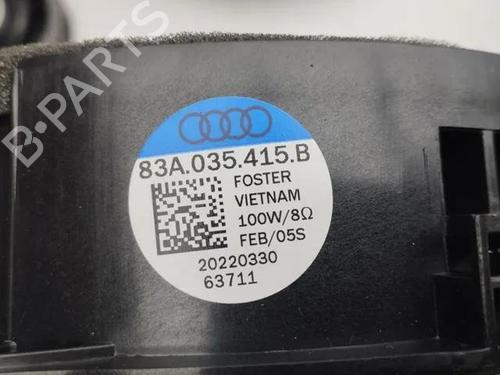 83A.035.415.B
FOSTER
VIETNAM
100W/8Ω
FEB/05S
20220330
63711
B-PARTS